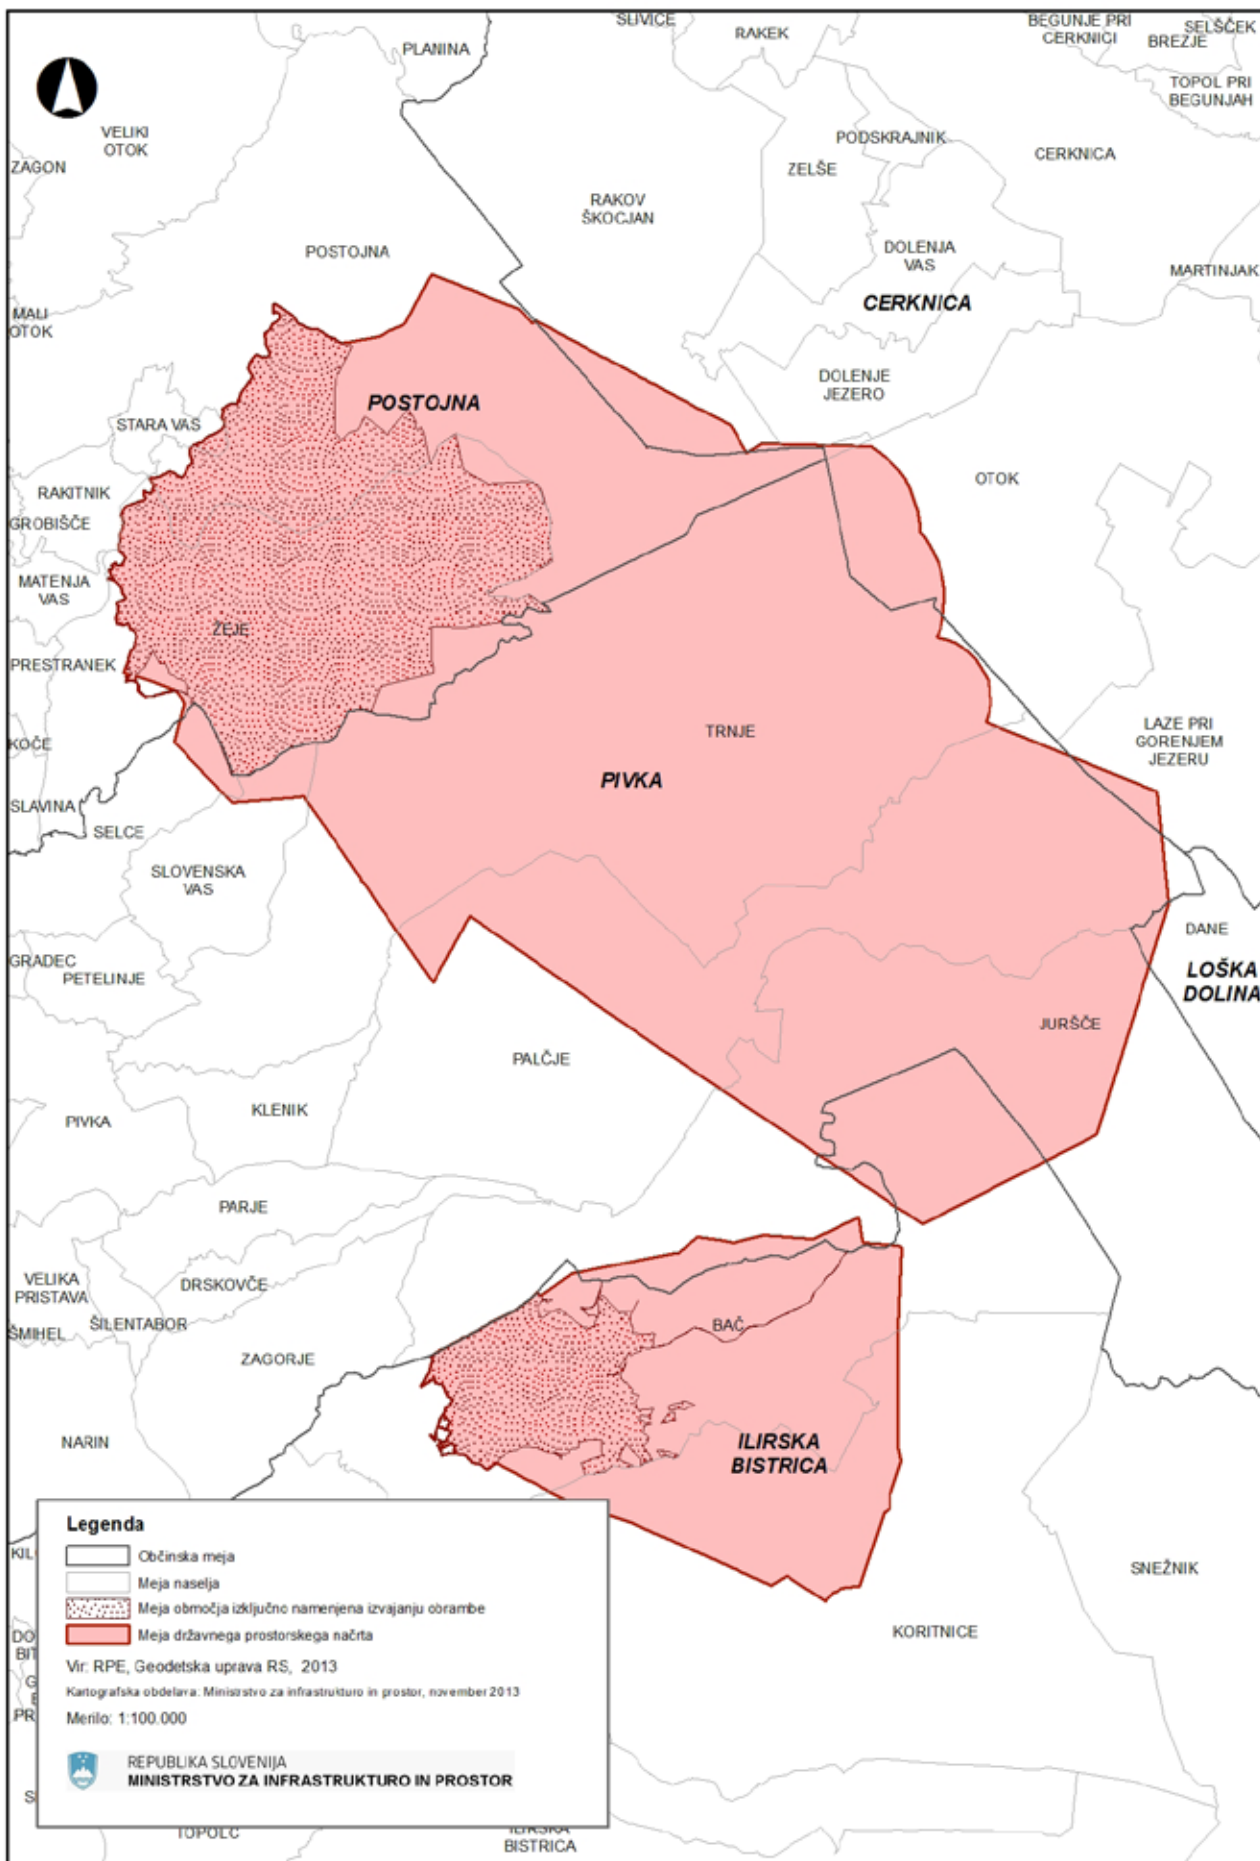 SLIVICE
BEGUNJE PRI
CERKNICI
SELŠČEK
PLANINA
RAKEK
BREZJE
TOPOL PRI
BEGUNJAH
VELIKI
OTOK
PODSKRAJNIK
ZAGON
ZELŠE
CERKNICA
RAKOV
ŠKOCJAN
POSTOJNA
DOLENJA
VAS
MARTINJAK
CERKNICA
MALI
OTOK
DOLENJE
JEZERO
POSTOJNA
STARA VAS
OTOK
RAKITNIK
GROBIŠČE
MATENJA
VAS
ŽEJE
PRESTRANEK
TRNJE
LAZE PRI
GORENJEM
JEZERU
KOČE
PIVKA
SLAVINA
SELCE
SLOVENSKA
VAS
DANE
GRADEC
PETELINJE
LOŠKA
DOLINA
JURŠČE
PALČJE
KLENIK
PIVKA
PARJE
VELIKA
PRISTAVA
DRSKOVČE
ŠILENTABOR
BAČ
ŠMIHEL
ZAGORJE
NARIN
ILIRSKA
BISTRICA
SNEŽNIK
KORITNICE
Legenda
Občinska meja
Meja naselja
Meja območja izključno namenjena izvajanju obrambe
Meja državnega prostorskega načrta
Vir: RPE, Geodetska uprava RS, 2013
Kartografska obdelava: Ministrstvo za infrastrukturo in prostor, november 2013
Merilo: 1:100.000
REPUBLIKA SLOVENIJA
MINISTRSTVO ZA INFRASTRUKTURO IN PROSTOR
TOPOLC
ILIRSKA
BISTRICA